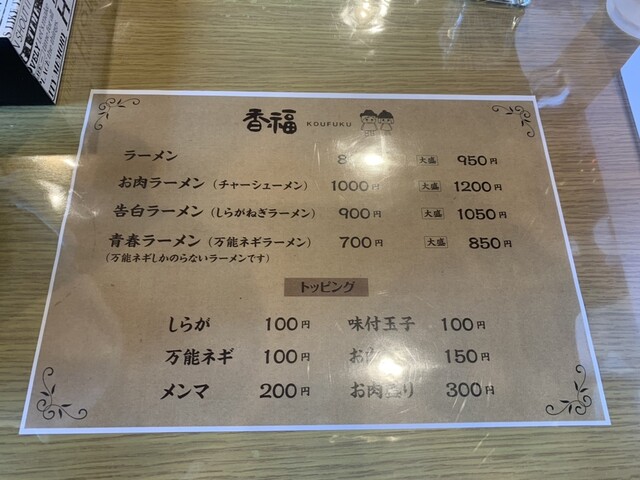 香福 KOUFUKU
ラーメン 大盛 950円
お肉ラーメン(チャーシューメン) 1000円 大盛 1200円
告白ラーメン(しらがねぎラーメン) 900円 大盛 1050円
青春ラーメン(万能ネギラーメン) 700円 大盛 850円
(万能ネギしかのらないラーメンです)
トッピング
しらが 100円 味付玉子 100円
万能ネギ 100円 150円
メンマ 200円 300円